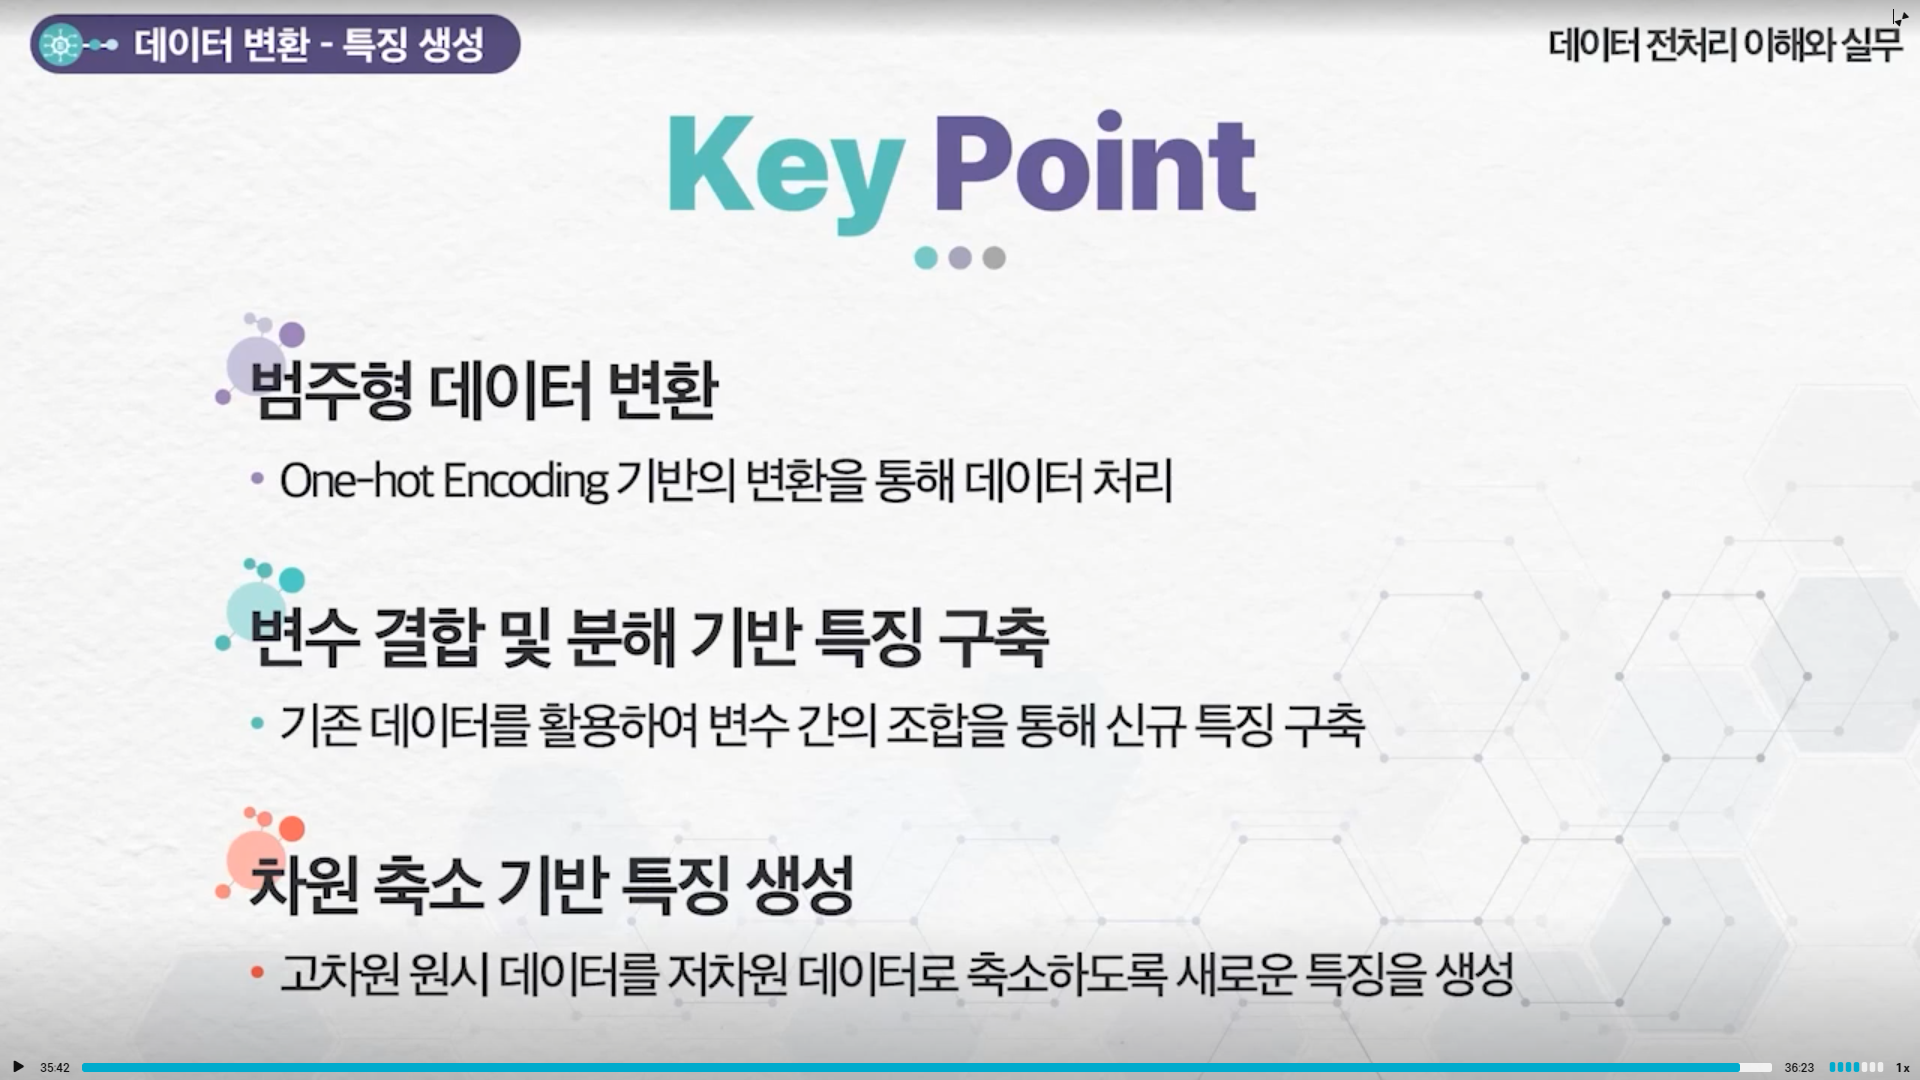 데이터 변환 - 특징 생성
데이터 전처리 이해와 실무
Key Point
범주형 데이터 변환
• One-hot Encoding 기반의 변환을 통해 데이터 처리
변수 결합 및 분해 기반 특징 구축
• 기존 데이터를 활용하여 변수 간의 조합을 통해 신규 특징 구축
차원 축소 기반 특징 생성
• 고차원 원시 데이터를 저차원 데이터로 축소하도록 새로운 특징을 생성
35:42
36:23
1x